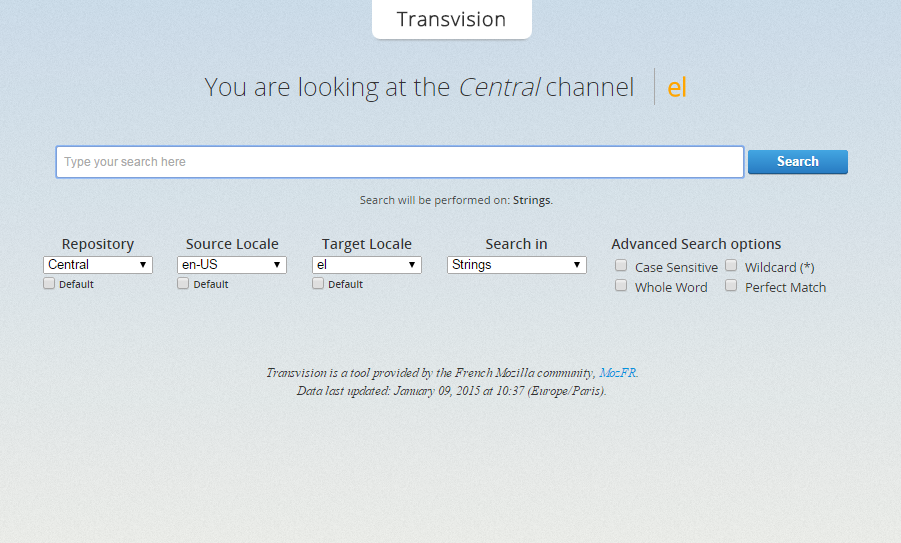 Transvision
You are looking at the Central channel el
Type your search here Search
Search will be performed on: Strings.
Repository Source Locale Target Locale Search in Advanced Search options
Central en-US el Strings Case Sensitive Wildcard (*)
Default Default Default Whole Word Perfect Match
Transvision is a tool provided by the French Mozilla community, MozFR.
Data last updated: January 09, 2015 at 10:37 (Europe/Paris).